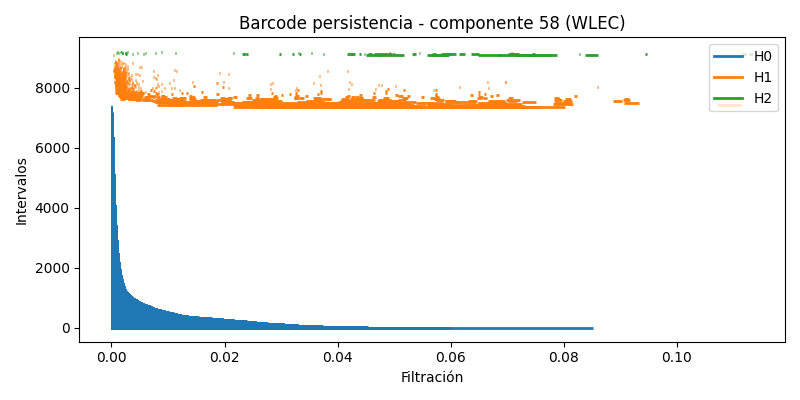 Barcode persistencia - componente 58 (WLEC)
H0
H1
H2
Intervalos
8000
6000
4000
2000
0
0.00 0.02 0.04 0.06 0.08 0.10
Filtración